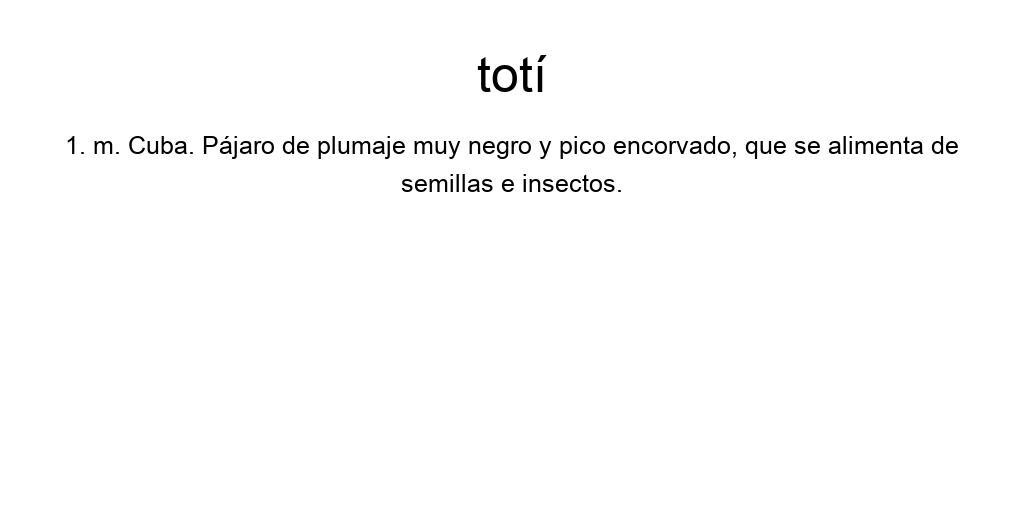 totí
1. m. Cuba. Pájaro de plumaje muy negro y pico encorvado, que se alimenta de
semillas e insectos.